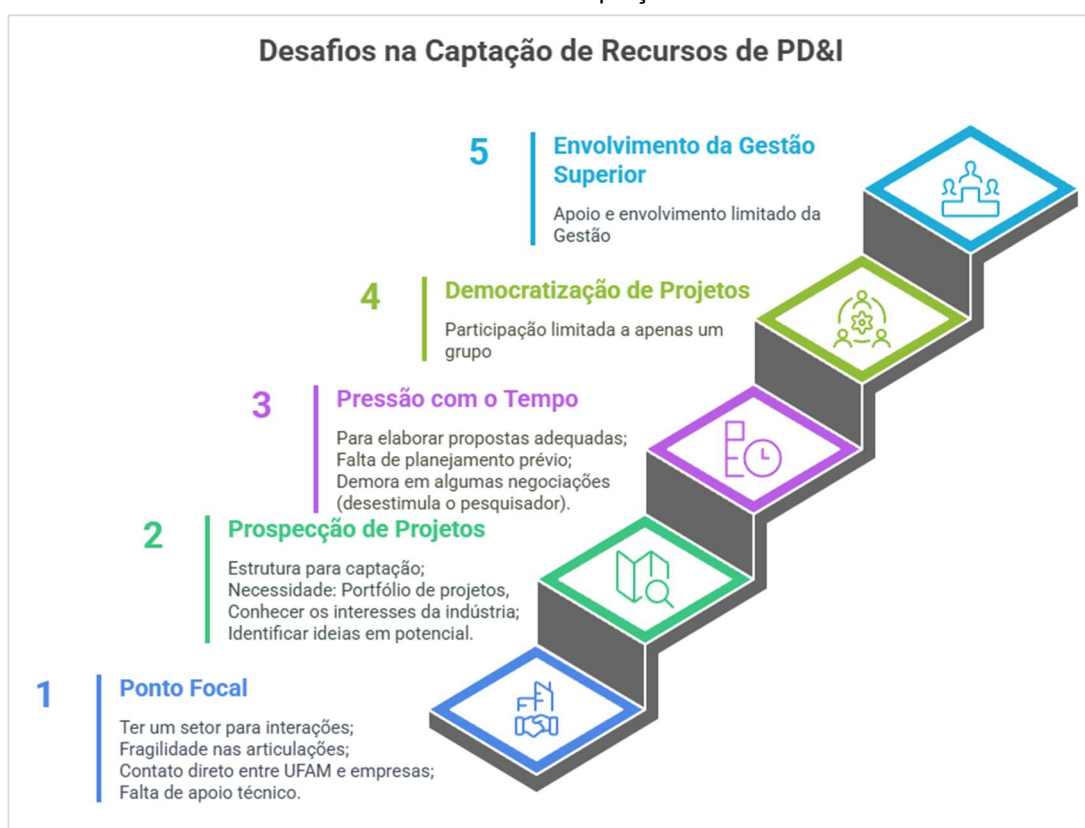 Desafios na Captação de Recursos de PD&I
5
Envolvimento da Gestão
Superior
Apoio e envolvimento limitado da
Gestão
4
Democratização de Projetos
Participação limitada a apenas um
grupo
3
Pressão com o Tempo
Para elaborar propostas adequadas;
Falta de planejamento prévio;
Demora em algumas negociações
(desestimula o pesquisador).
2
Prospecção de Projetos
Estrutura para captação;
Necessidade: Portfólio de projetos,
Conhecer os interesses da indústria;
Identificar ideias em potencial.
1
Ponto Focal
Ter um setor para interações;
Fragilidade nas articulações;
Contato direto entre UFAM e empresas;
Falta de apoio técnico.